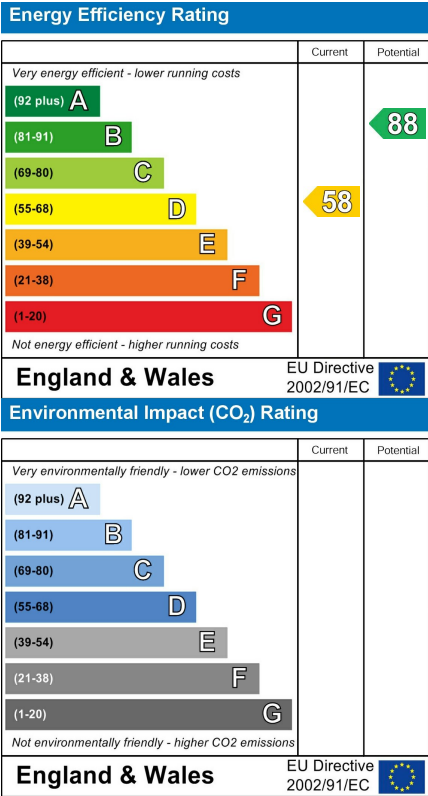 Energy Efficiency Rating
Current Potential
Very energy efficient - lower running costs
(92 plus) A
(81-91) B
88
(69-80) C
(55-68) D
58
(39-54) E
(21-38) F
(1-20) G
Not energy efficient - higher running costs
England & Wales
EU Directive
2002/91/EC
Environmental Impact (CO₂) Rating
Current Potential
Very environmentally friendly - lower CO2 emissions
(92 plus) A
(81-91) B
(69-80) C
(55-68) D
(39-54) E
(21-38) F
(1-20) G
Not environmentally friendly - higher CO2 emissions
England & Wales
EU Directive
2002/91/EC